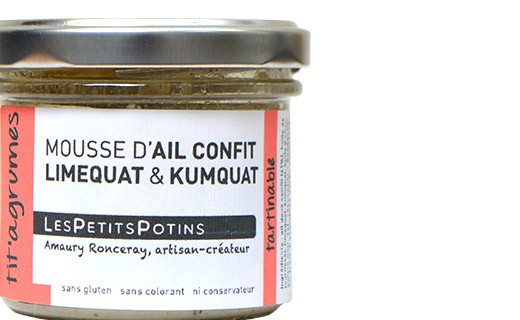 tit'agrumes
MOUSSE D'AIL CONFIT
LIMEQUAT & KUMQUAT
LESPETITSPOTINS
Amaury Ronceray, artisan-créateur
sans gluten sans colorant ni conservateur
tartinable